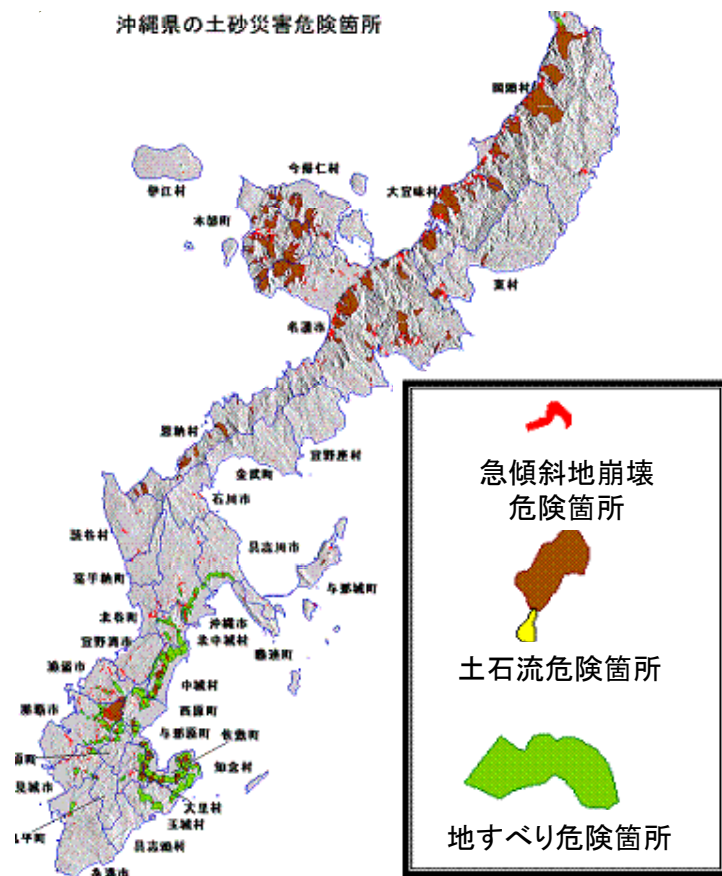 沖縄県の土砂災害危険箇所
国頭村
今帰仁村
伊江村
大宜味村
本部町
東村
名護市
恩納村
宜野座村
金武町
石川市
読谷村
具志川市
嘉手納町
与那城町
北谷町
沖縄市
宜野湾市
北中城村
勝連町
浦添市
中城村
那覇市
西原町
与那原町
佐敷町
知念村
大里村
玉城村
具志頭村
糸満市
急傾斜地崩壊
危険箇所
土石流危険箇所
地すべり危険箇所